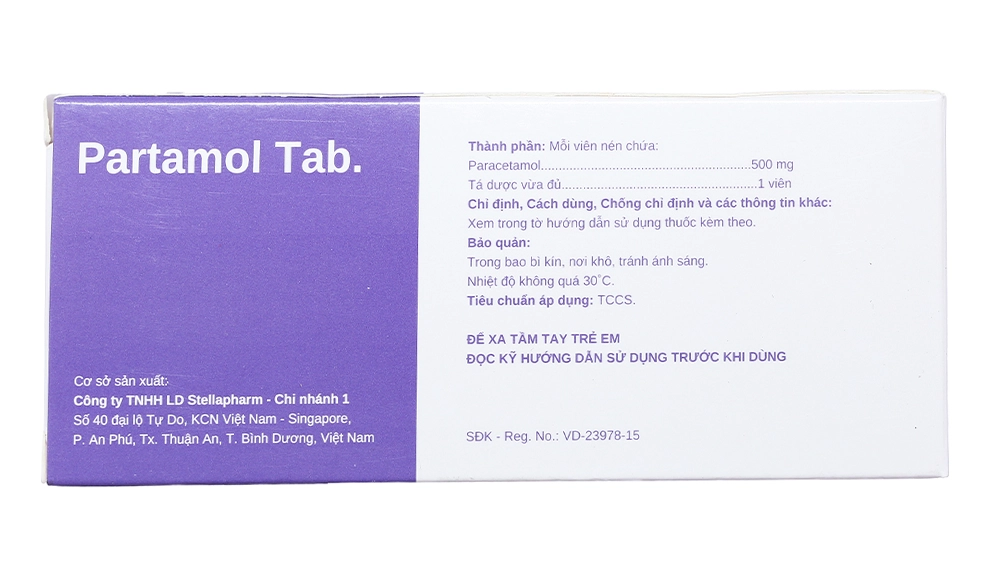 Partamol Tab.
Cơ sở sản xuất:
Công ty TNHH LD Stellapharm - Chi nhánh 1
Số 40 đại lộ Tự Do, KCN Việt Nam - Singapore,
P. An Phú, Tx. Thuận An, T. Bình Dương, Việt Nam
Thành phần: Mỗi viên nén chứa:
Paracetamol..............................................................500 mg
Tá dược vừa đủ..........................................................1 viên
Chỉ định, Cách dùng, Chống chỉ định và các thông tin khác:
Xem trong tờ hướng dẫn sử dụng thuốc kèm theo.
Bảo quản:
Trong bao bì kín, nơi khô, tránh ánh sáng.
Nhiệt độ không quá 30°C.
Tiêu chuẩn áp dụng: TCCS.
ĐỂ XA TẦM TAY TRẺ EM
ĐỌC KỸ HƯỚNG DẪN SỬ DỤNG TRƯỚC KHI DÙNG
SĐK - Reg. No.: VD-23978-15